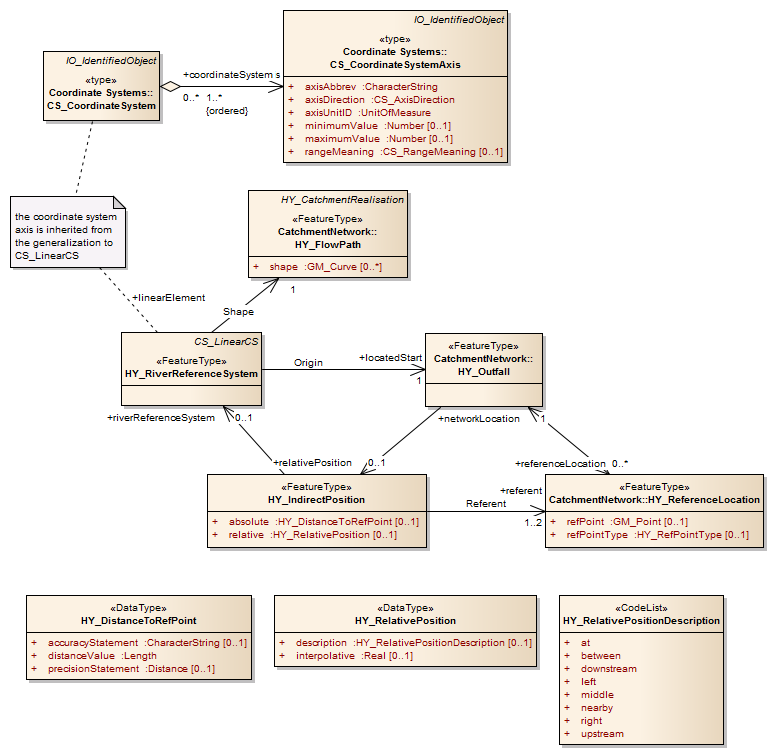 IO_IdentifiedObject
«type»
Coordinate Systems::
CS_CoordinateSystem
+coordinateSystem s
0..* 1..*
{ordered}
IO_IdentifiedObject
«type»
Coordinate Systems::
CS_CoordinateSystemAxis
+ axisAbbrev :CharacterString
+ axisDirection :CS_AxisDirection
+ axisUnitID :UnitOfMeasure
+ minimumValue :Number [0..1]
+ maximumValue :Number [0..1]
+ rangeMeaning :CS_RangeMeaning [0..1]
the coordinate system
axis is inherited from
the generalization to
CS_LinearCS
HY_CatchmentRealisation
«FeatureType»
CatchmentNetwork::
HY_FlowPath
+ shape :GM_Curve [0..*]
+linearElement
1
Shape
CS_LinearCS
«FeatureType»
HY_RiverReferenceSystem
Origin
+locatedStart
1
«FeatureType»
CatchmentNetwork::
HY_Outfall
+riverReferenceSystem 0..1
+networkLocation
1
+relativePosition
0..1
+referenceLocation 0..*
«FeatureType»
HY_IndirectPosition
+ absolute :HY_DistanceToRefPoint [0..1]
+ relative :HY_RelativePosition [0..1]
+referent
Referent
1..2
«FeatureType»
CatchmentNetwork::HY_ReferenceLocation
+ refPoint :GM_Point [0..1]
+ refPointType :HY_RefPointType [0..1]
«DataType»
HY_DistanceToRefPoint
+ accuracyStatement :CharacterString [0..1]
+ distanceValue :Length
+ precisionStatement :Distance [0..1]
«DataType»
HY_RelativePosition
+ description :HY_RelativePositionDescription [0..1]
+ interpolative :Real [0..1]
«CodeList»
HY_RelativePositionDescription
+ at
+ between
+ downstream
+ left
+ middle
+ nearby
+ right
+ upstream